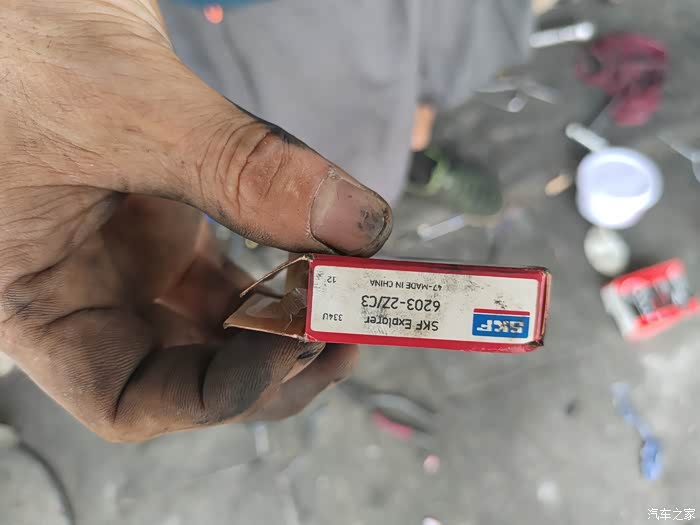 SKF
SKF Explorer
334U
6203-2Z/C3
47-MADE IN CHINA
12
汽车之家